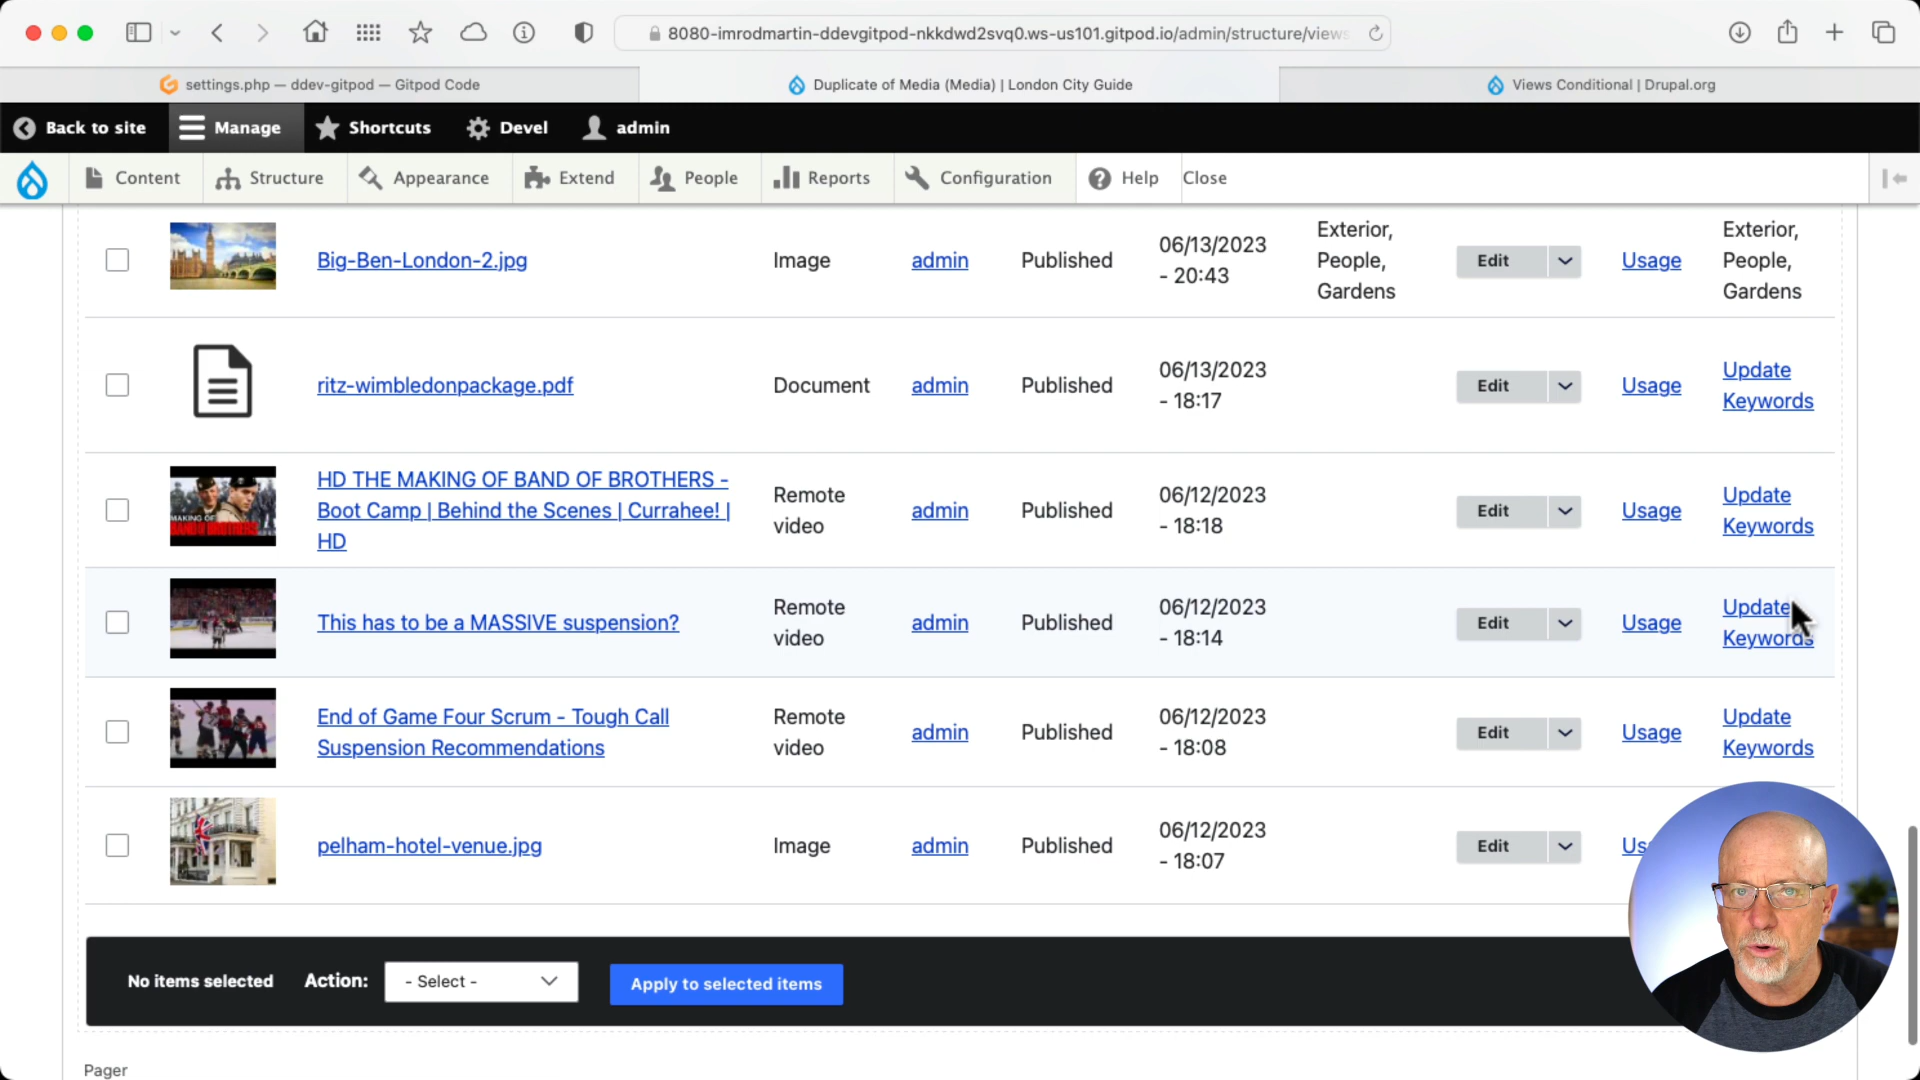 8080-imrodmartin-ddevgitpod-nkkdwd2svq0.ws-us101.gitpod.io/admin/structure/views
settings.php — ddev-gitpod — Gitpod Code
Duplicate of Media (Media) | London City Guide
Views Conditional | Drupal.org
Back to site
Manage
Shortcuts
Devel
admin
Content
Structure
Appearance
Extend
People
Reports
Configuration
Help
Close
Big-Ben-London-2.jpg
Image
admin
Published
06/13/2023
- 20:43
Exterior,
People,
Gardens
Edit
Usage
Exterior,
People,
Gardens
ritz-wimbledonpackage.pdf
Document
admin
Published
06/13/2023
- 18:17
Edit
Usage
Update
Keywords
MAKING OF
HD THE MAKING OF BAND OF BROTHERS -
Boot Camp | Behind the Scenes | Currahee! |
HD
Remote
video
admin
Published
06/12/2023
- 18:18
Edit
Usage
Update
Keywords
This has to be a MASSIVE suspension?
Remote
video
admin
Published
06/12/2023
- 18:14
Edit
Usage
Update
Keywords
End of Game Four Scrum - Tough Call
Suspension Recommendations
Remote
video
admin
Published
06/12/2023
- 18:08
Edit
Usage
Update
Keywords
pelham-hotel-venue.jpg
Image
admin
Published
06/12/2023
- 18:07
Edit
Us
No items selected
Action:
- Select -
Apply to selected items
Pager